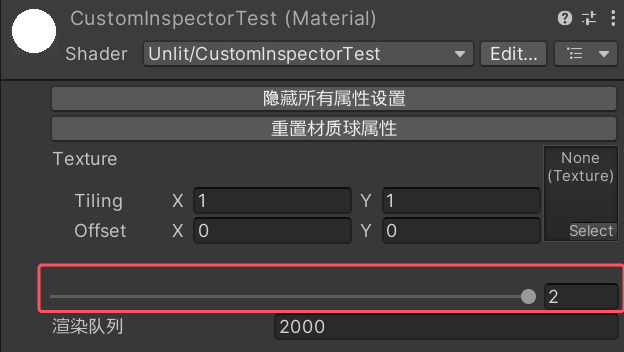 CustomInspectorTest (Material)
Shader Unlit/CustomInspectorTest Edit...
隐藏所有属性设置
重置材质球属性
Texture None
(Texture)
Tiling X 1 Y 1
Offset X 0 Y 0 Select
2
渲染队列 2000